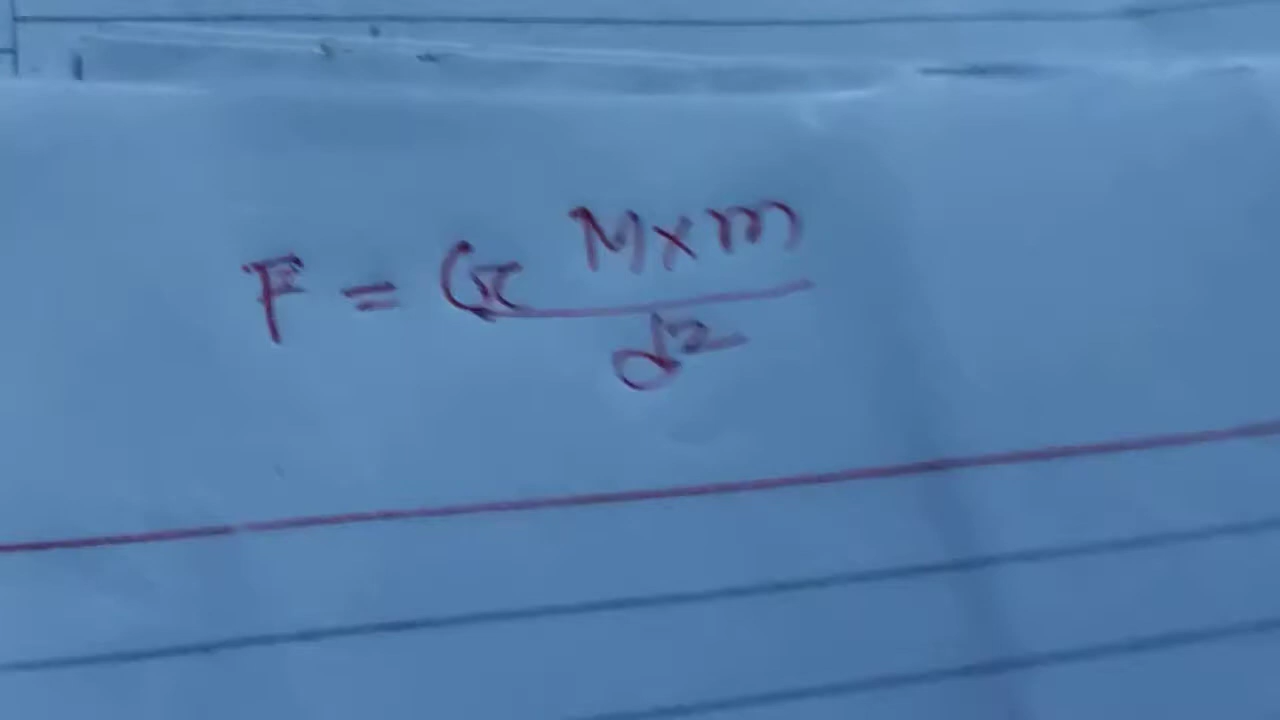 F = G M×m / d²